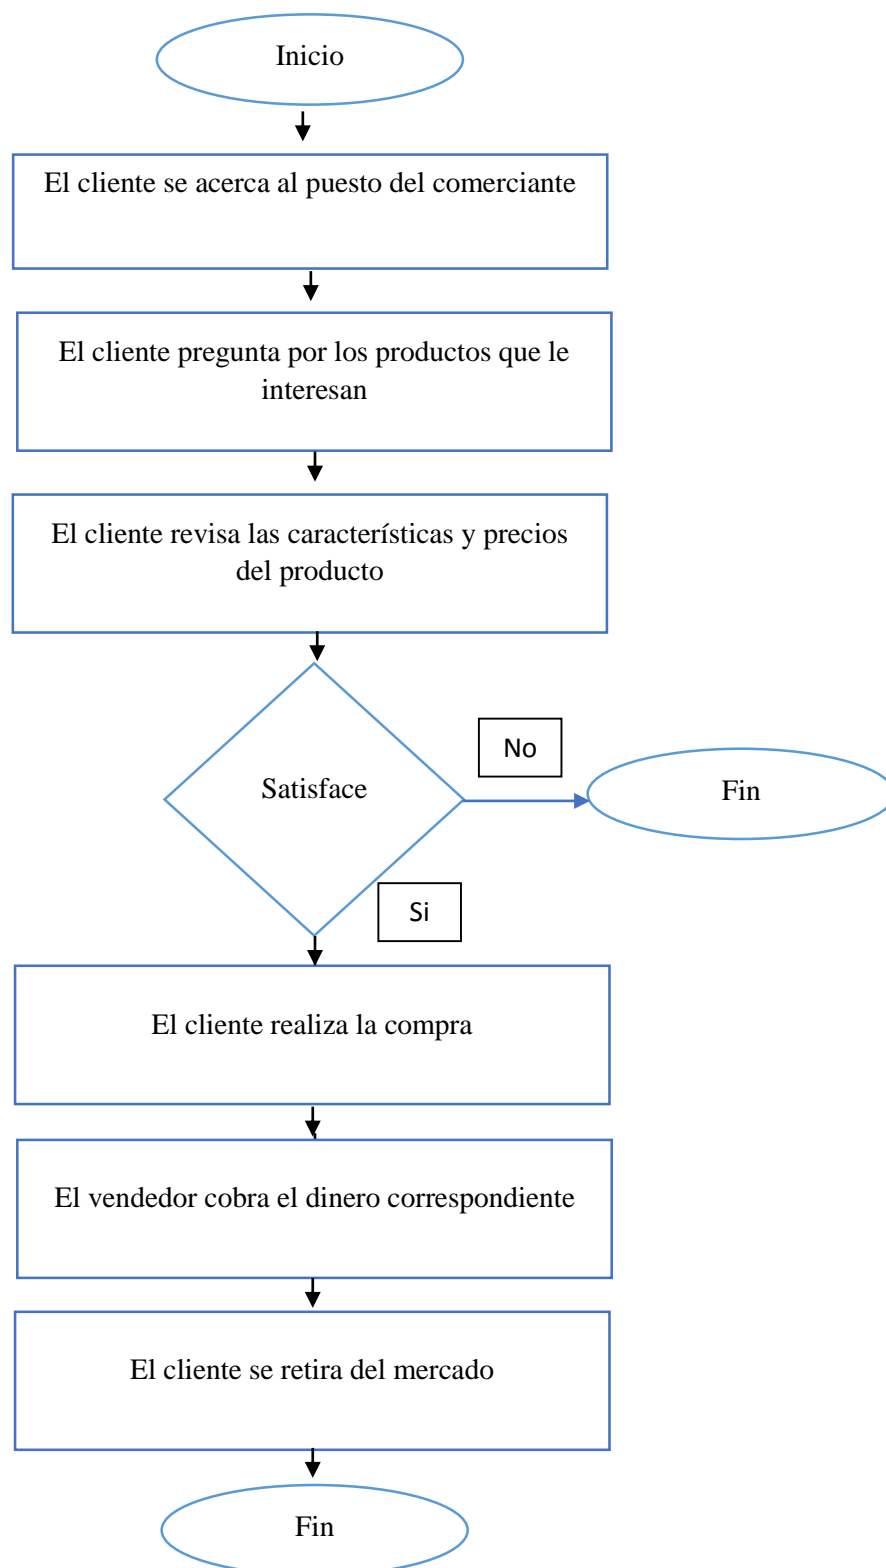 Inicio
El cliente se acerca al puesto del comerciante
El cliente pregunta por los productos que le
interesan
El cliente revisa las características y precios
del producto
Satisface
No
Fin
Si
El cliente realiza la compra
El vendedor cobra el dinero correspondiente
El cliente se retira del mercado
Fin